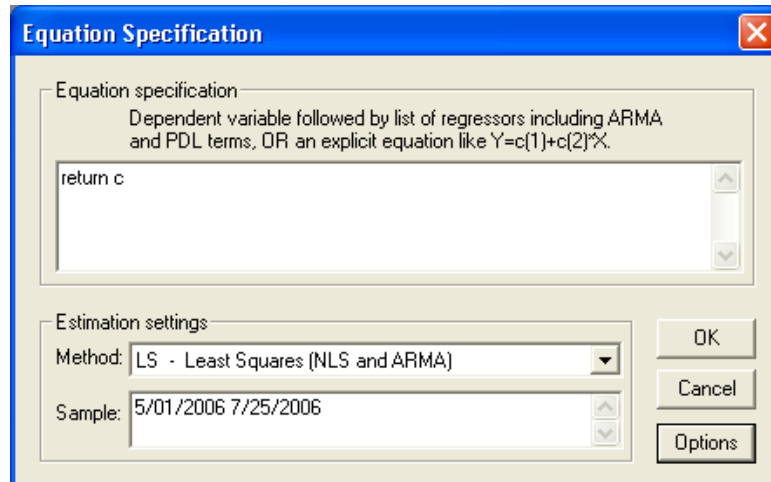 Equation Specification
Equation specification
Dependent variable followed by list of regressors including ARMA
and PDL terms, OR an explicit equation like Y=c(1)+c(2)*X.
return c
Estimation settings
Method: LS - Least Squares (NLS and ARMA)
Sample: 5/01/2006 7/25/2006
OK
Cancel
Options